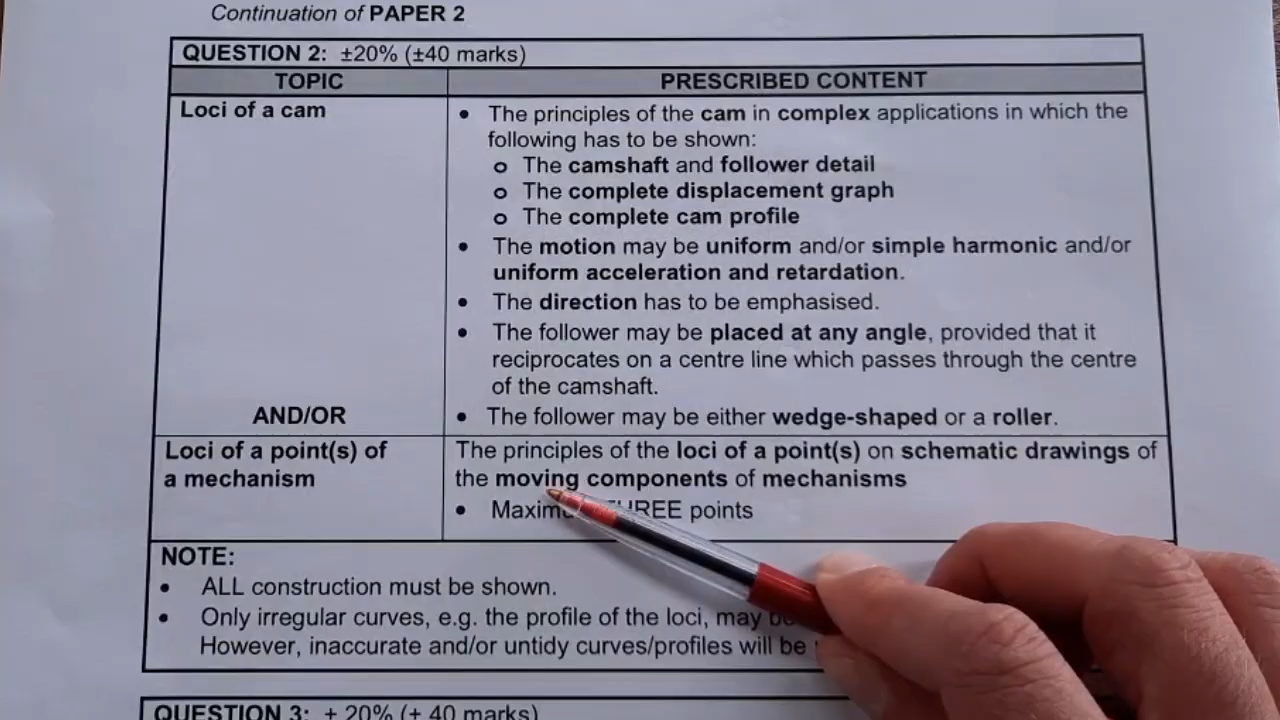 Continuation of PAPER 2
QUESTION 2: ±20% (±40 marks)
TOPIC
PRESCRIBED CONTENT
Loci of a cam
• The principles of the cam in complex applications in which the
following has to be shown:
o The camshaft and follower detail
o The complete displacement graph
o The complete cam profile
• The motion may be uniform and/or simple harmonic and/or
uniform acceleration and retardation.
• The direction has to be emphasised.
• The follower may be placed at any angle, provided that it
reciprocates on a centre line which passes through the centre
of the camshaft.
AND/OR
• The follower may be either wedge-shaped or a roller.
Loci of a point(s) of
a mechanism
The principles of the loci of a point(s) on schematic drawings of
the moving components of mechanisms
• points
NOTE:
• ALL construction must be shown.
• Only irregular curves, e.g. the profile of the loci, may
However, inaccurate and/or untidy curves/profiles will be
QUESTION 3: ± 20% (± 40 marks)